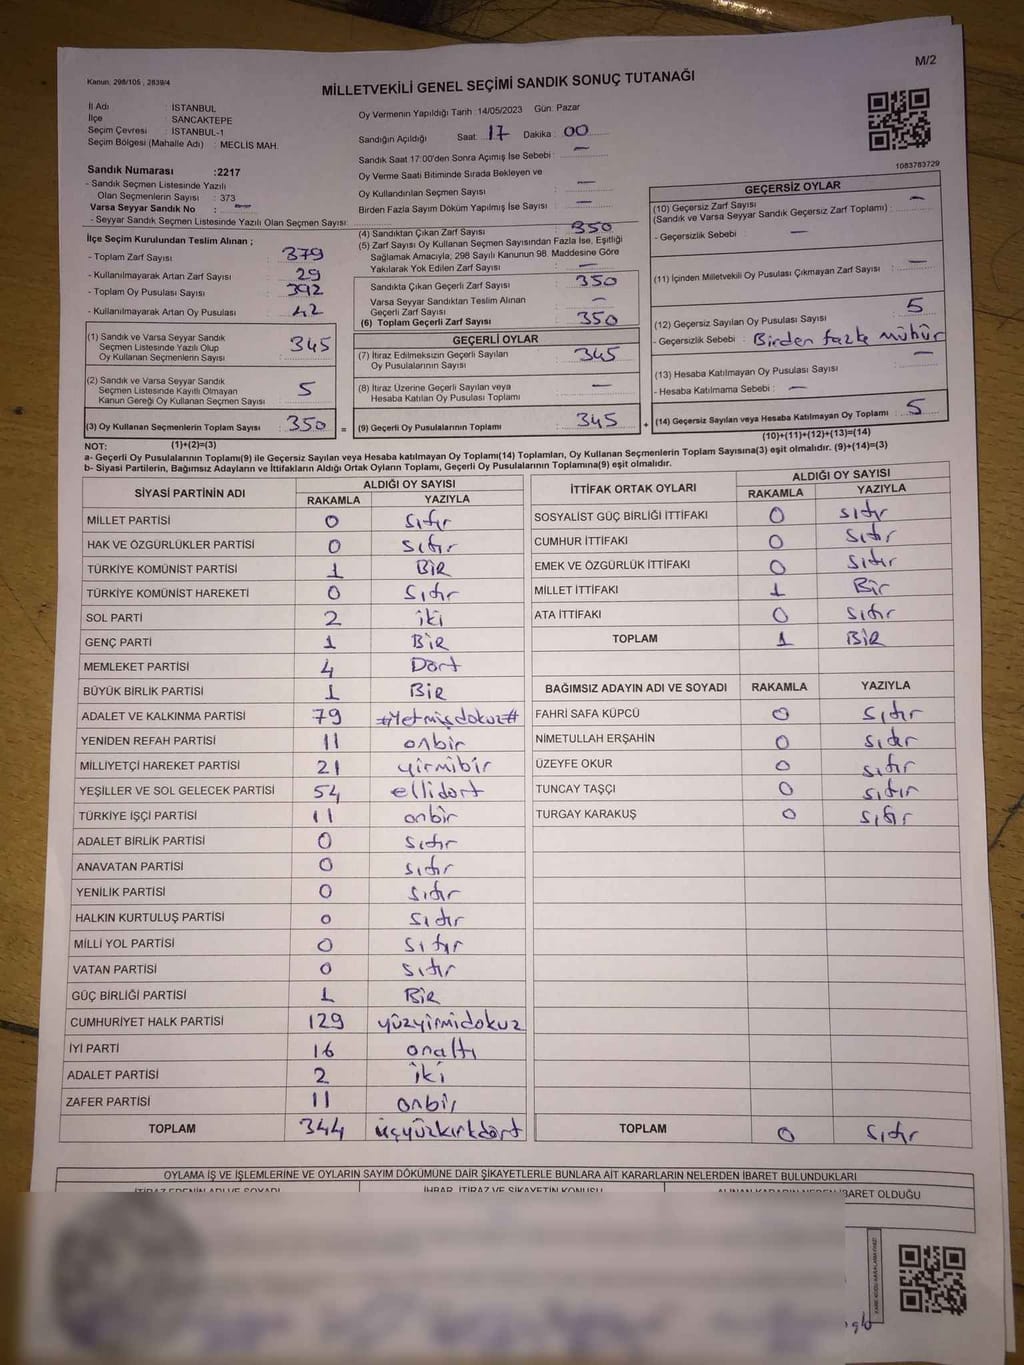 M/2
Kanun: 298/105 , 2839/4
MİLLETVEKİLİ GENEL SEÇİMİ SANDIK SONUÇ TUTANAĞI
İl Adı : İSTANBUL
İlçe : SANCAKTEPE
Seçim Çevresi : İSTANBUL-1
Seçim Bölgesi (Mahalle Adı) : MECLİS MAH.
Sandık Numarası :2217
- Sandık Seçmen Listesinde Yazılı
Olan Seçmenlerin Sayısı : 373
Varsa Seyyar Sandık No : –
- Seyyar Sandık Seçmen Listesinde Yazılı Olan Seçmen Sayısı:
Oy Vermenin Yapıldığı Tarih :14/05/2023 Gün: Pazar
Sandığın Açıldığı Saat: 17 Dakika : 00
Sandık Saat 17:00'den Sonra Açımış İse Sebebi : –
Oy Verme Saati Bitiminde Sırada Bekleyen ve
Oy Kullandırılan Seçmen Sayısı : –
Birden Fazla Sayım Döküm Yapılmış İse Sayısı : –
1083783729
İlçe Seçim Kurulundan Teslim Alınan ;
- Toplam Zarf Sayısı : 379
- Kullanılmayarak Artan Zarf Sayısı : 29
- Toplam Oy Pusulası Sayısı : 392
- Kullanılmayarak Artan Oy Pusulası : 42
(1) Sandık ve Varsa Seyyar Sandık
Seçmen Listesinde Yazılı Olup
Oy Kullanan Seçmenlerin Sayısı : 345
(2) Sandık ve Varsa Seyyar Sandık
Seçmen Listesinde Kayıtlı Olmayan
Kanun Gereği Oy Kullanan Seçmen Sayısı : 5
(3) Oy Kullanan Seçmenlerin Toplam Sayısı : 350 =
(4) Sandıktan Çıkan Zarf Sayısı : 350
(5) Zarf Sayısı Oy Kullanan Seçmen Sayısından Fazla İse, Eşitliği
Sağlamak Amacıyla; 298 Sayılı Kanunun 98. Maddesine Göre
Yakılarak Yok Edilen Zarf Sayısı : –
Sandıkta Çıkan Geçerli Zarf Sayısı : 350
Varsa Seyyar Sandıktan Teslim Alınan
Geçerli Zarf Sayısı : –
(6) Toplam Geçerli Zarf Sayısı : 350
GEÇERLİ OYLAR
(7) İtiraz Edilmeksizin Geçerli Sayılan
Oy Pusulalarının Sayısı : 345
(8) İtiraz Üzerine Geçerli Sayılan veya
Hesaba Katılan Oy Pusulası Toplamı : –
(9) Geçerli Oy Pusulalarının Toplamı : 345 +
GEÇERSİZ OYLAR
(10) Geçersiz Zarf Sayısı
(Sandık ve Varsa Seyyar Sandık Geçersiz Zarf Toplamı) : –
- Geçersizlik Sebebi : –
(11) İçinden Milletvekili Oy Pusulası Çıkmayan Zarf Sayısı : –
(12) Geçersiz Sayılan Oy Pusulası Sayısı : 5
- Geçersizlik Sebebi : Birden fazla mühür
(13) Hesaba Katılmayan Oy Pusulası Sayısı : –
- Hesaba Katılmama Sebebi : –
(14) Geçersiz Sayılan veya Hesaba Katılmayan Oy Toplamı : 5
NOT: (1)+(2)=(3) (10)+(11)+(12)+(13)=(14)
a- Geçerli Oy Pusulalarının Toplamı(9) ile Geçersiz Sayılan veya Hesaba katılmayan Oy Toplamı(14) Toplamları, Oy Kullanan Seçmenlerin Toplam Sayısına(3) eşit olmalıdır. (9)+(14)=(3)
b- Siyasi Partilerin, Bağımsız Adayların ve İttifakların Aldığı Ortak Oyların Toplamı, Geçerli Oy Pusulalarının Toplamına(9) eşit olmalıdır.
SİYASİ PARTİNİN ADI ALDIĞI OY SAYISI
RAKAMLA YAZIYLA
MİLLET PARTİSİ 0 sıfır
HAK VE ÖZGÜRLÜKLER PARTİSİ 0 sıfır
TÜRKİYE KOMÜNİST PARTİSİ 1 BİR
TÜRKİYE KOMÜNİST HAREKETİ 0 sıfır
SOL PARTİ 2 iki
GENÇ PARTİ 1 BİR
MEMLEKET PARTİSİ 4 Dört
BÜYÜK BİRLİK PARTİSİ 1 BİR
ADALET VE KALKINMA PARTİSİ 79 #Yetmişdokuz#
YENİDEN REFAH PARTİSİ 11 onbir
MİLLİYETÇİ HAREKET PARTİSİ 21 yirmibir
YEŞİLLER VE SOL GELECEK PARTİSİ 54 ellidört
TÜRKİYE İŞÇİ PARTİSİ 11 onbir
ADALET BİRLİK PARTİSİ 0 sıfır
ANAVATAN PARTİSİ 0 sıfır
YENİLİK PARTİSİ 0 sıfır
HALKIN KURTULUŞ PARTİSİ 0 sıfır
MİLLİ YOL PARTİSİ 0 sıfır
VATAN PARTİSİ 0 sıfır
GÜÇ BİRLİĞİ PARTİSİ 1 BİR
CUMHURİYET HALK PARTİSİ 129 yüzyirmidokuz
İYİ PARTİ 16 onaltı
ADALET PARTİSİ 2 iki
ZAFER PARTİSİ 11 onbir
TOPLAM 344 üçyüzkırkdört
İTTİFAK ORTAK OYLARI ALDIĞI OY SAYISI
RAKAMLA YAZIYLA
SOSYALİST GÜÇ BİRLİĞİ İTTİFAKI 0 sıfır
CUMHUR İTTİFAKI 0 sıfır
EMEK VE ÖZGÜRLÜK İTTİFAKI 0 sıfır
MİLLET İTTİFAKI 1 Bir
ATA İTTİFAKI 0 sıfır
TOPLAM 1 BİR
BAĞIMSIZ ADAYIN ADI VE SOYADI RAKAMLA YAZIYLA
FAHRİ SAFA KÜPCÜ 0 sıfır
NİMETULLAH ERŞAHİN 0 sıfır
ÜZEYFE OKUR 0 sıfır
TUNCAY TAŞÇI 0 sıfır
TURGAY KARAKUŞ 0 sıfır
TOPLAM 0 sıfır
OYLAMA İŞ VE İŞLEMLERİNE VE OYLARIN SAYIM DÖKÜMÜNE DAİR ŞİKAYETLERLE BUNLARA AİT KARARLARIN NELERDEN İBARET BULUNDUKLARI
İTİRAZ EDENİN ADI VE SOYADI İHBAR, İTİRAZ VE ŞİKAYETİN KONUSU ALINAN KARARIN NEDEN İBARET OLDUĞU